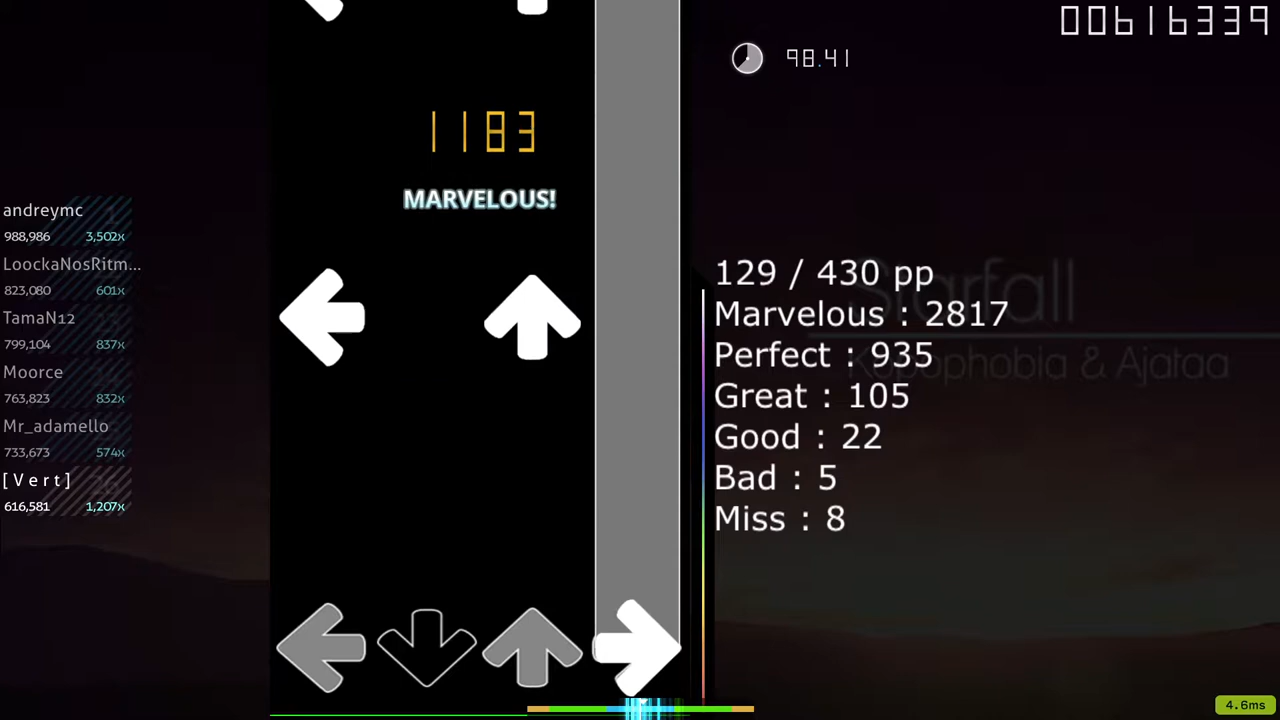 00616339
98.41
1183
MARVELOUS!
andreymc
988,986 3,502x
LoockaNosRitm...
823,080 601x
TamaN12
799,104 837x
Moorce
763,823 832x
Mr_adamello
733,673 574x
[ V e r t ]
616,581 1,207x
129 / 430 pp
Marvelous : 2817
Perfect : 935
Great : 105
Good : 22
Bad : 5
Miss : 8
Starfall
& Ajataa
4.6ms